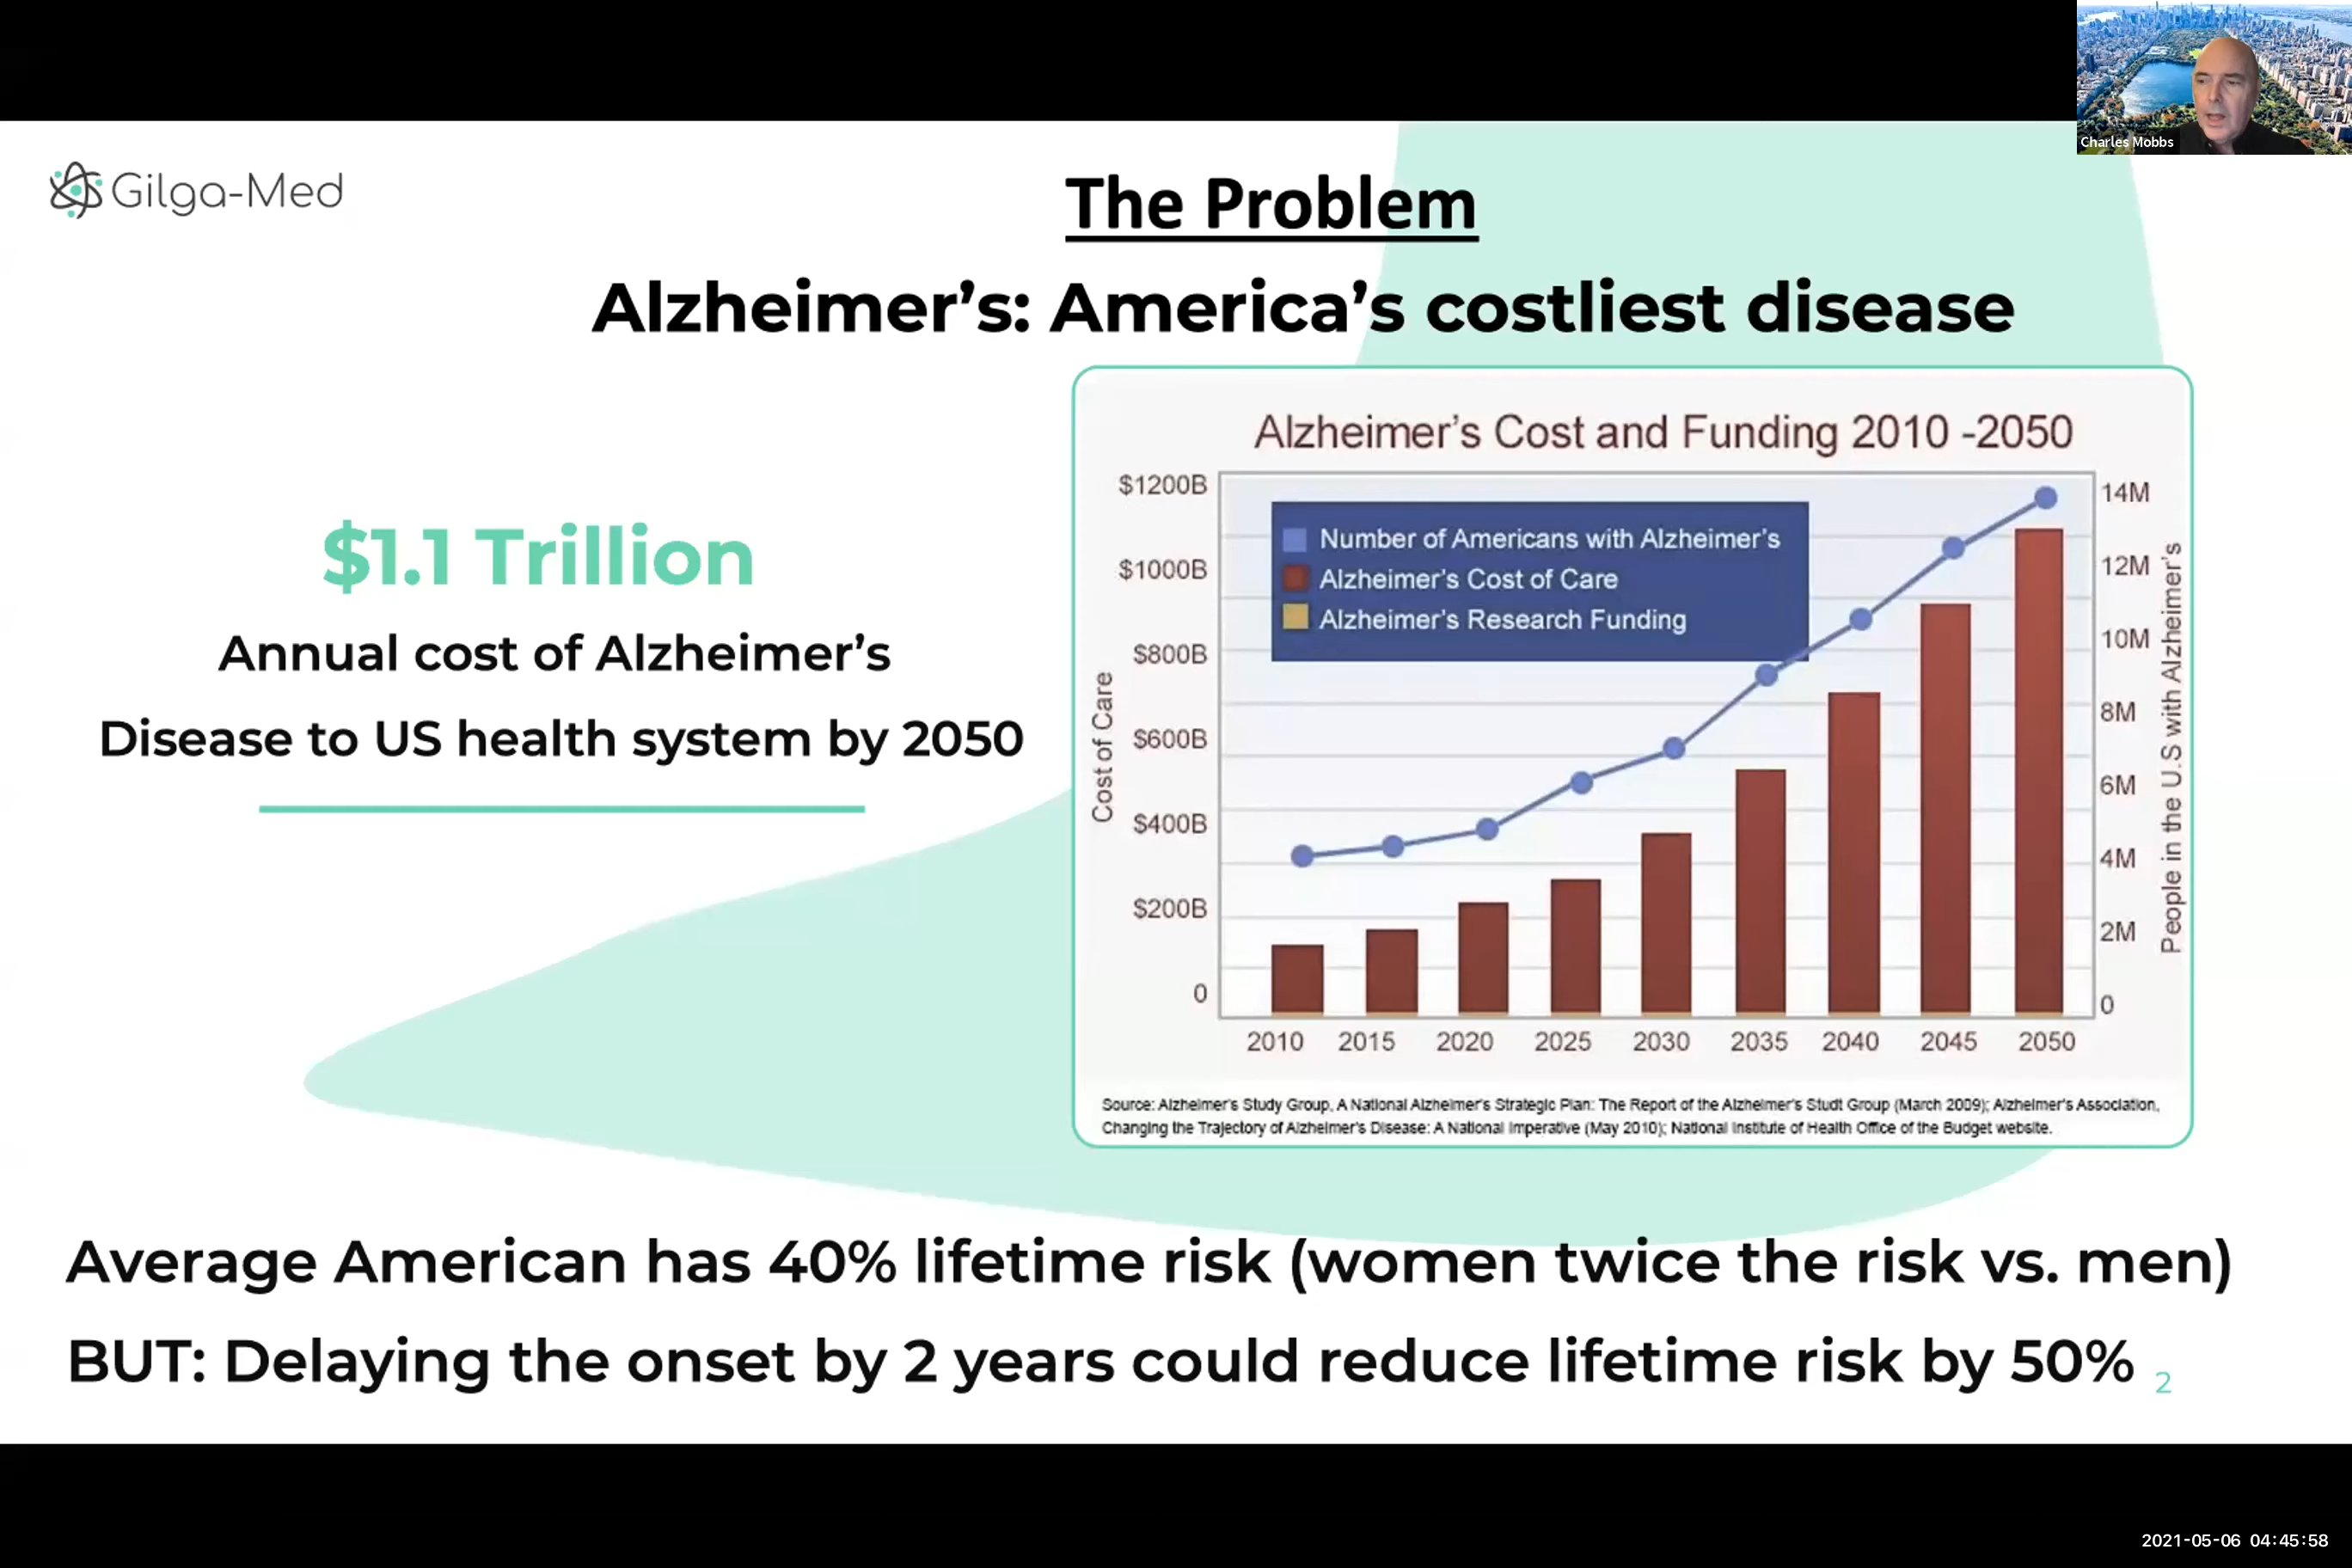 Charles Mobbs
Gilga-Med
The Problem
Alzheimer’s: America’s costliest disease
$1.1 Trillion
Annual cost of Alzheimer’s
Disease to US health system by 2050
Alzheimer’s Cost and Funding 2010 -2050
$1200B
$1000B
$800B
$600B
$400B
$200B
0
Cost of Care
Number of Americans with Alzheimer’s
Alzheimer’s Cost of Care
Alzheimer’s Research Funding
14M
12M
10M
8M
6M
4M
2M
0
People in the U.S with Alzheimer’s
2010 2015 2020 2025 2030 2035 2040 2045 2050
Source: Alzheimer’s Study Group, A National Alzheimer’s Strategic Plan: The Report of the Alzheimer’s Studt Group (March 2009); Alzheimer’s Association,
Changing the Trajectory of Alzheimer’s Disease: A National Imperative (May 2010); National Institute of Health Office of the Budget website.
Average American has 40% lifetime risk (women twice the risk vs. men)
BUT: Delaying the onset by 2 years could reduce lifetime risk by 50%
2
2021-05-06 04:45:58